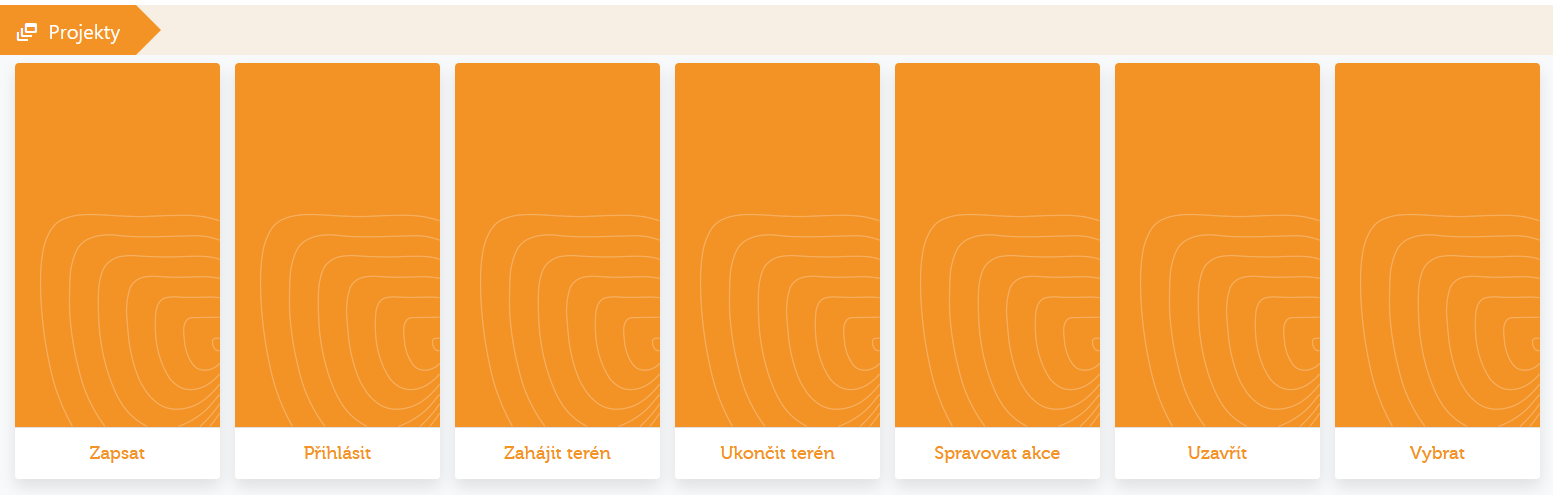 Projekty
Zapsat
Přihlásit
Zahájit terén
Ukončit terén
Spravovat akce
Uzavřít
Vybrat